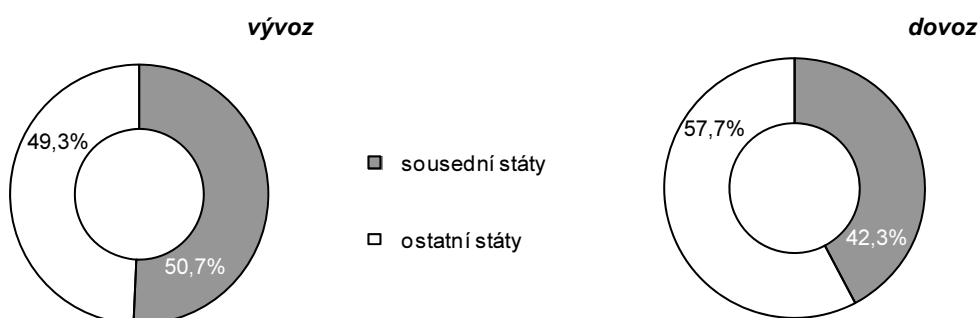 vývoz
dovoz
49,3%
50,7%
sousední státy
ostatní státy
57,7%
42,3%